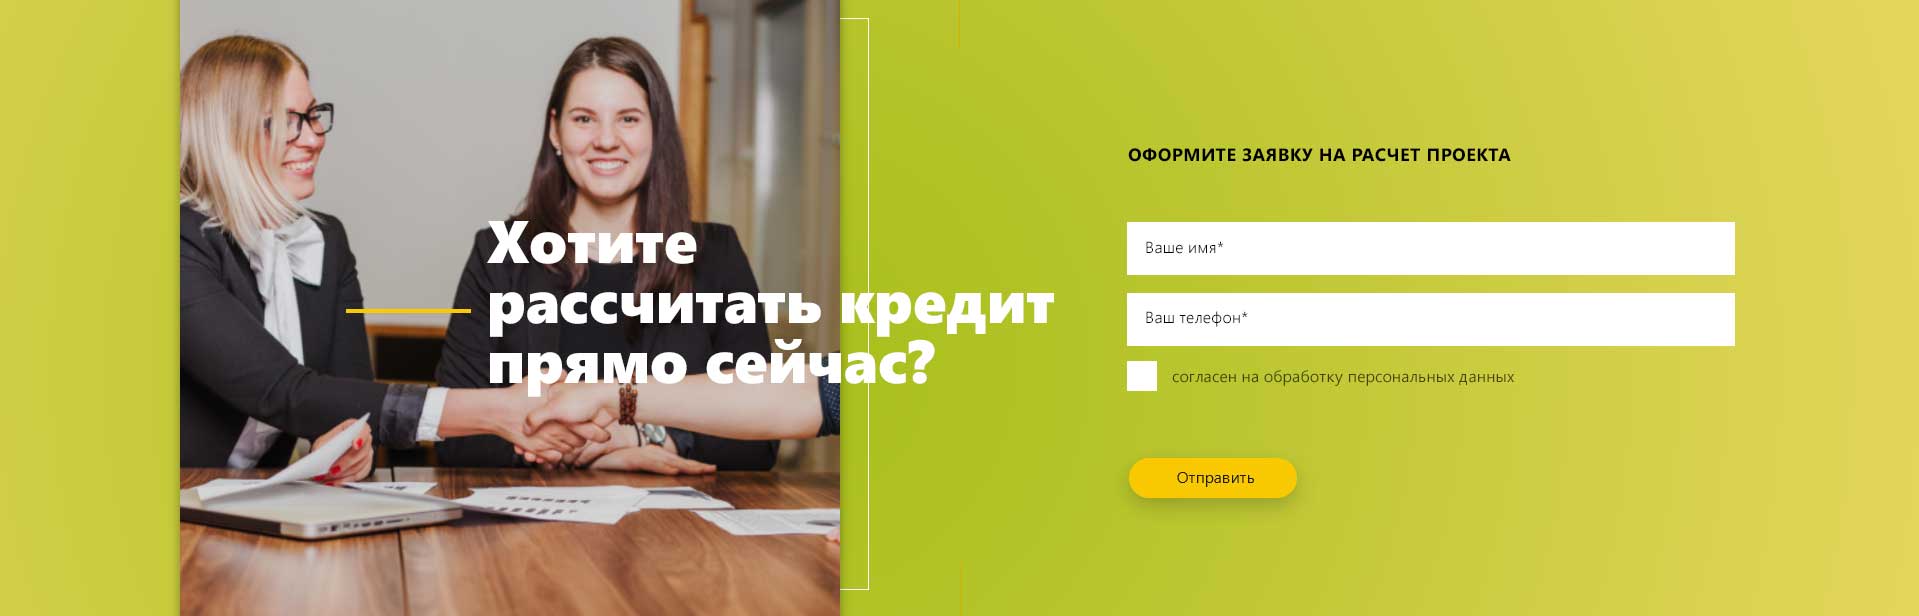 Хотите
рассчитать кредит
прямо сейчас?
ОФОРМИТЕ ЗАЯВКУ НА РАСЧЕТ ПРОЕКТА
Ваше имя*
Ваш телефон*
согласен на обработку персональных данных
Отправить